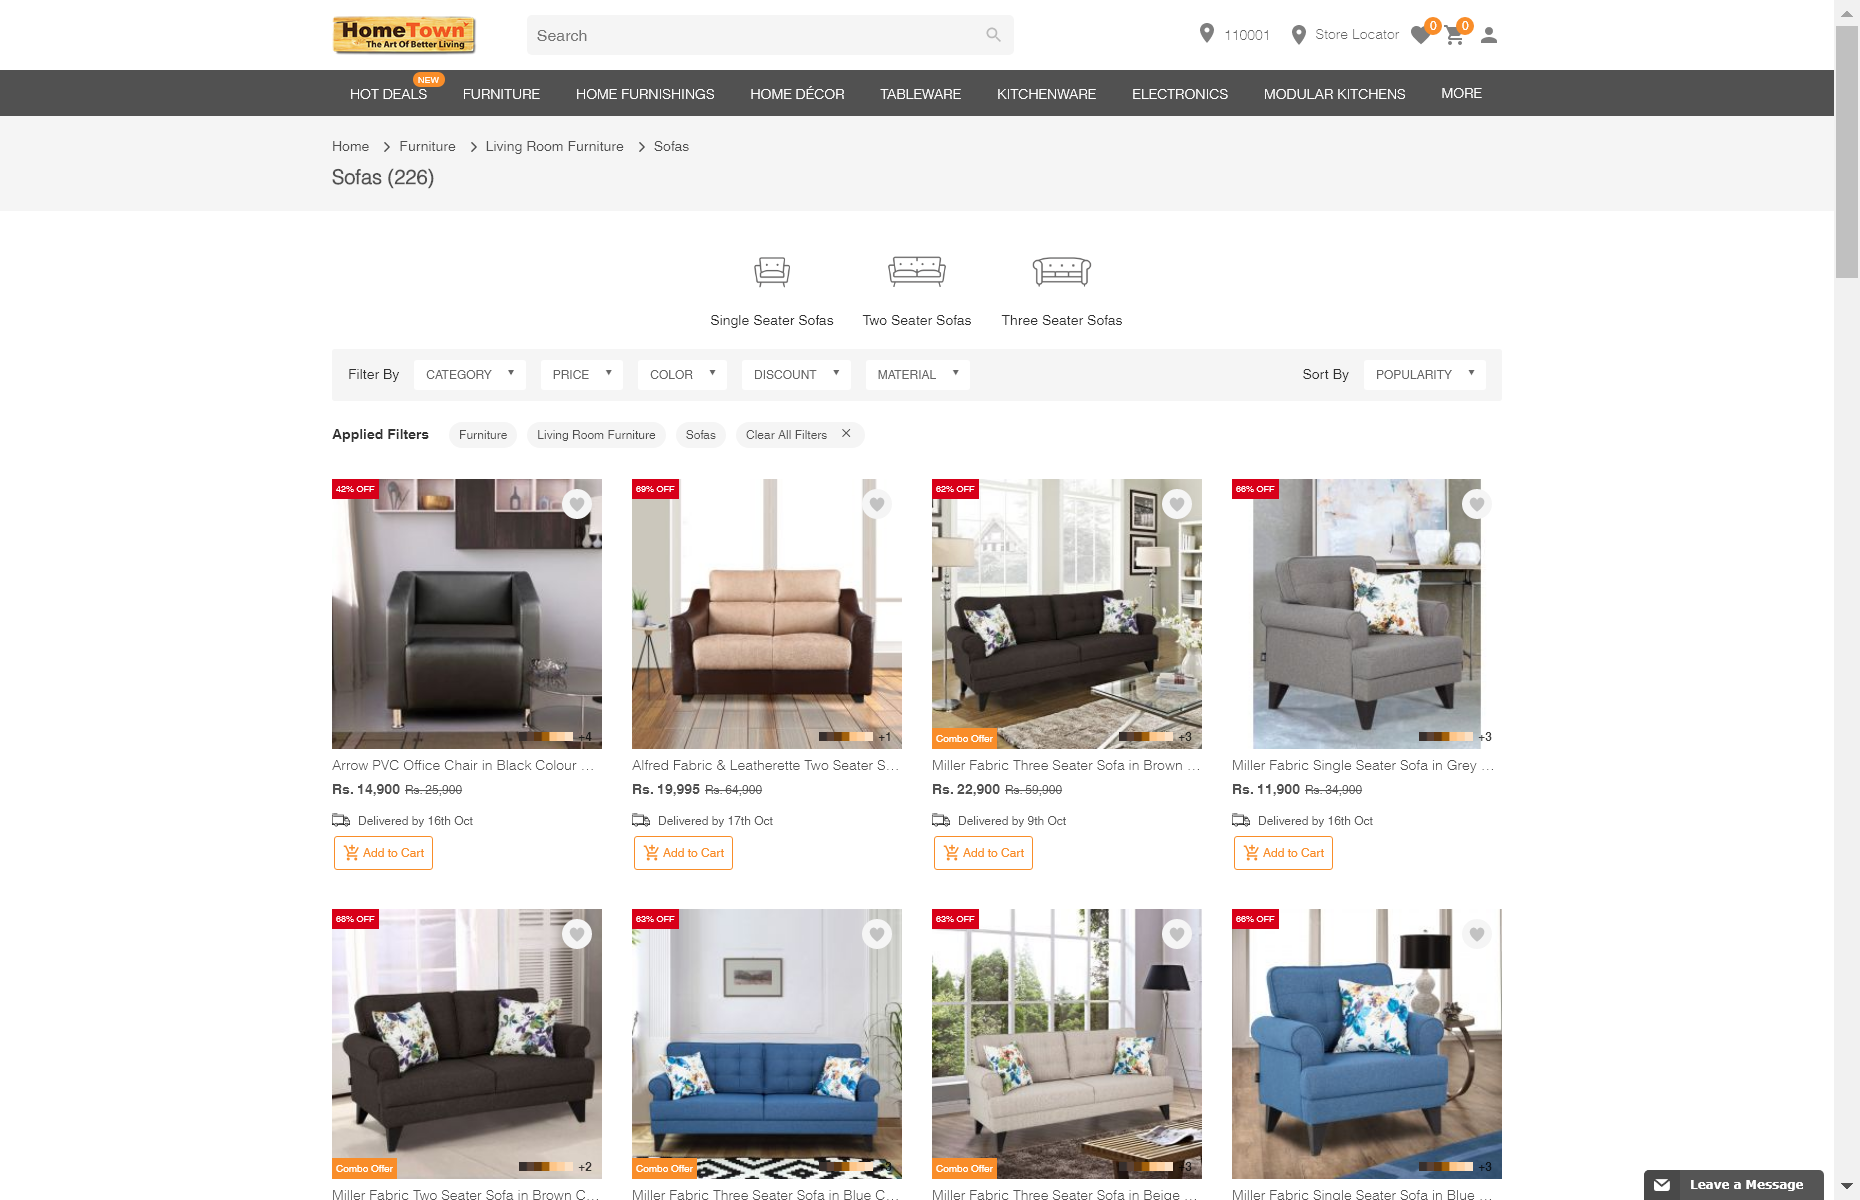 HomeTown
The Art Of Better Living
Search
110001
Store Locator
0
0
NEW
HOT DEALS
FURNITURE
HOME FURNISHINGS
HOME DÉCOR
TABLEWARE
KITCHENWARE
ELECTRONICS
MODULAR KITCHENS
MORE
Home
Furniture
Living Room Furniture
Sofas
Sofas (226)
Single Seater Sofas
Two Seater Sofas
Three Seater Sofas
Filter By
CATEGORY
PRICE
COLOR
DISCOUNT
MATERIAL
Sort By
POPULARITY
Applied Filters
Furniture
Living Room Furniture
Sofas
Clear All Filters
42% OFF
+4
Arrow PVC Office Chair in Black Colour ...
Rs. 14,900 Rs. 25,900
Delivered by 16th Oct
Add to Cart
69% OFF
+1
Alfred Fabric & Leatherette Two Seater S...
Rs. 19,995 Rs. 64,900
Delivered by 17th Oct
Add to Cart
62% OFF
Combo Offer
+3
Miller Fabric Three Seater Sofa in Brown ...
Rs. 22,900 Rs. 59,900
Delivered by 9th Oct
Add to Cart
66% OFF
+3
Miller Fabric Single Seater Sofa in Grey ...
Rs. 11,900 Rs. 34,900
Delivered by 16th Oct
Add to Cart
68% OFF
Combo Offer
+2
Miller Fabric Two Seater Sofa in Brown C...
63% OFF
Combo Offer
+3
Miller Fabric Three Seater Sofa in Blue C...
63% OFF
Combo Offer
+3
Miller Fabric Three Seater Sofa in Beige ...
66% OFF
+3
Miller Fabric Single Seater Sofa in Blue ...
Leave a Message